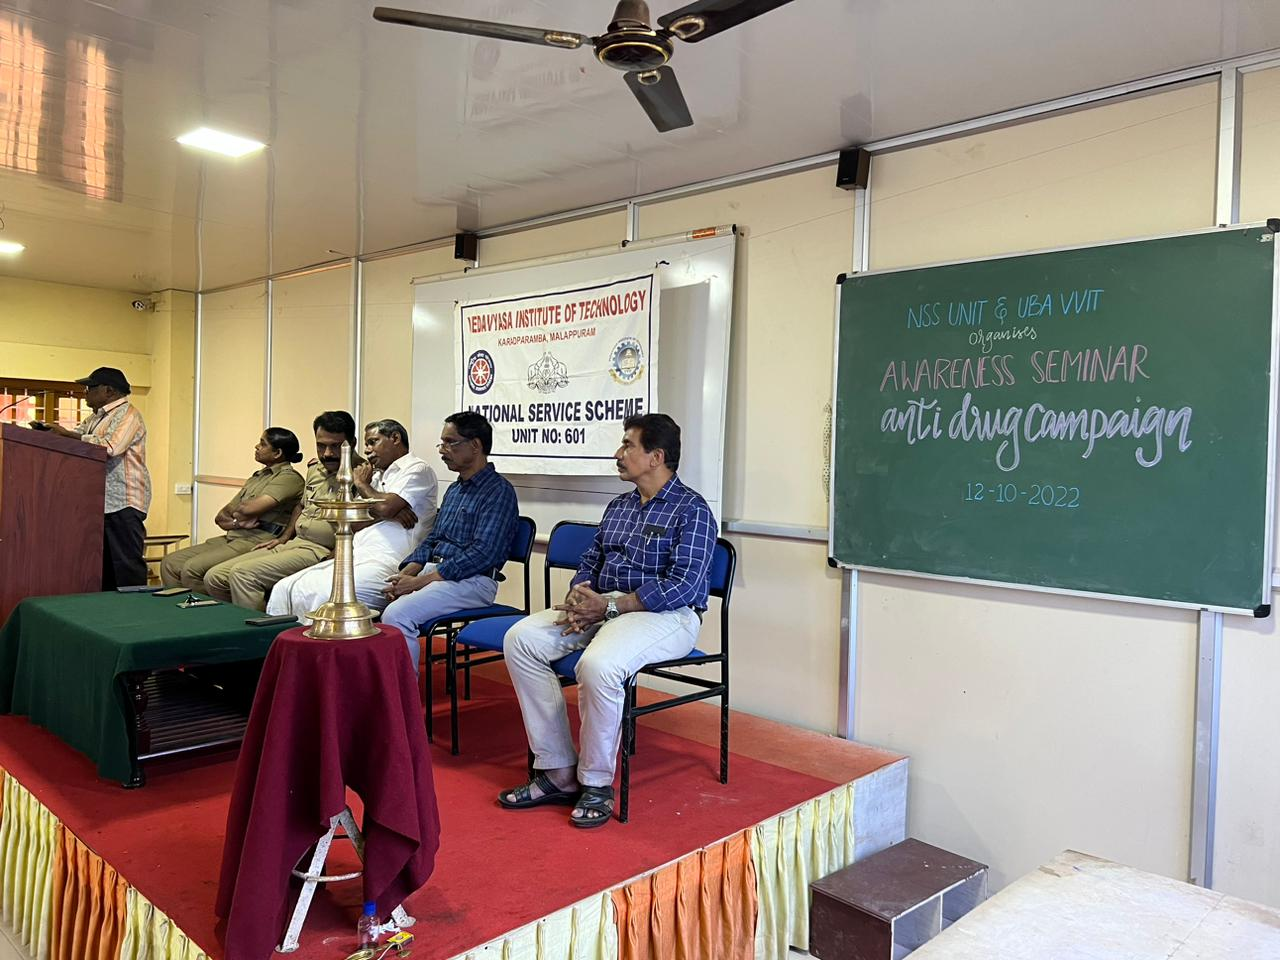 VEDAVYASA INSTITUTE OF TECHNOLOGY
KARADPARAMBA, MALAPPURAM
NATIONAL SERVICE SCHEME
UNIT NO: 601
NSS UNIT & UBA VVIT
organises
AWARENESS SEMINAR
anti drug campaign
12-10-2022